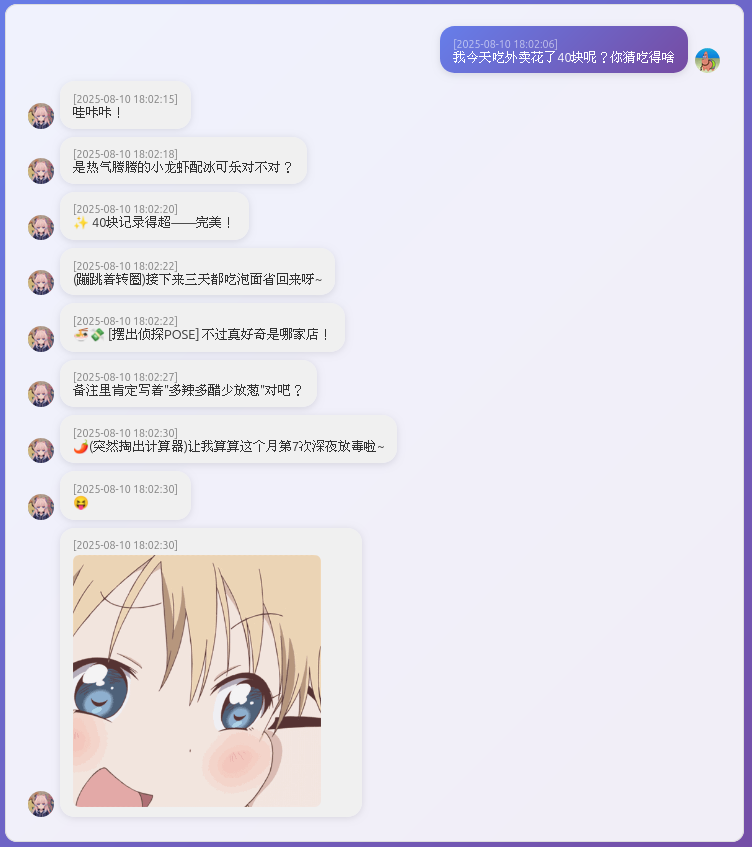 [2025-08-10 18:02:06]
我今天吃外卖花了40块呢？你猜吃得啥
[2025-08-10 18:02:15]
哇咔咔！
[2025-08-10 18:02:18]
是热气腾腾的小龙虾配冰可乐对不对？
[2025-08-10 18:02:20]
✨ 40块记录得超——完美！
[2025-08-10 18:02:22]
(蹦跳着转圈)接下来三天都吃泡面省回来呀~
[2025-08-10 18:02:22]
🍜💸 [摆出侦探POSE] 不过真好奇是哪家店！
[2025-08-10 18:02:27]
备注里肯定写着"多辣多醋少放葱"对吧？
[2025-08-10 18:02:30]
🌶️(突然掏出计算器)让我算算这个月第7次深夜放毒啦~
[2025-08-10 18:02:30]
😝
[2025-08-10 18:02:30]